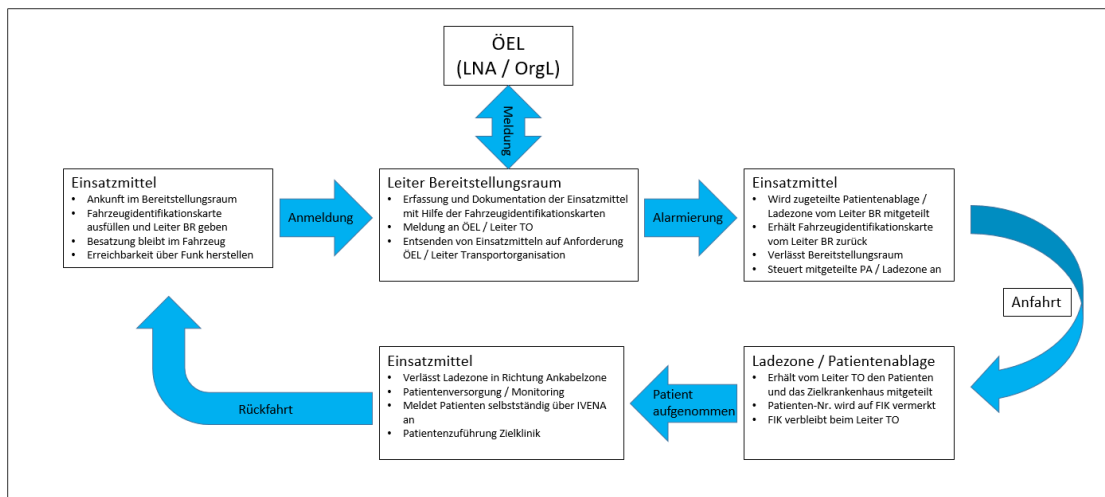 ÖEL
(LNA / OrgL)
Meldung
Einsatzmittel
• Ankunft im Bereitstellungsraum
• Fahrzeugidentifikationskarte
ausfüllen und Leiter BR geben
• Besatzung bleibt im Fahrzeug
• Erreichbarkeit über Funk herstellen
Anmeldung
Leiter Bereitstellungsraum
• Erfassung und Dokumentation der Einsatzmittel
mit Hilfe der Fahrzeugidentifikationskarten
• Meldung an ÖEL / Leiter TO
• Entsenden von Einsatzmitteln auf Anforderung
ÖEL / Leiter Transportorganisation
Alarmierung
Einsatzmittel
• Wird zugeteilte Patientenablage /
Ladezone vom Leiter BR mitgeteilt
• Erhält Fahrzeugidentifikationskarte
vom Leiter BR zurück
• Verlässt Bereitstellungsraum
• Steuert mitgeteilte PA / Ladezone an
Anfahrt
Ladezone / Patientenablage
• Erhält vom Leiter TO den Patienten
und das Zielkrankenhaus mitgeteilt
• Patienten-Nr. wird auf FIK vermerkt
• FIK verbleibt beim Leiter TO
Patient
aufgenommen
Einsatzmittel
• Verlässt Ladezone in Richtung Ankabelzone
• Patientenversorgung / Monitoring
• Meldet Patienten selbstständig über IVENA
an
• Patientenzuführung Zielklinik
Rückfahrt